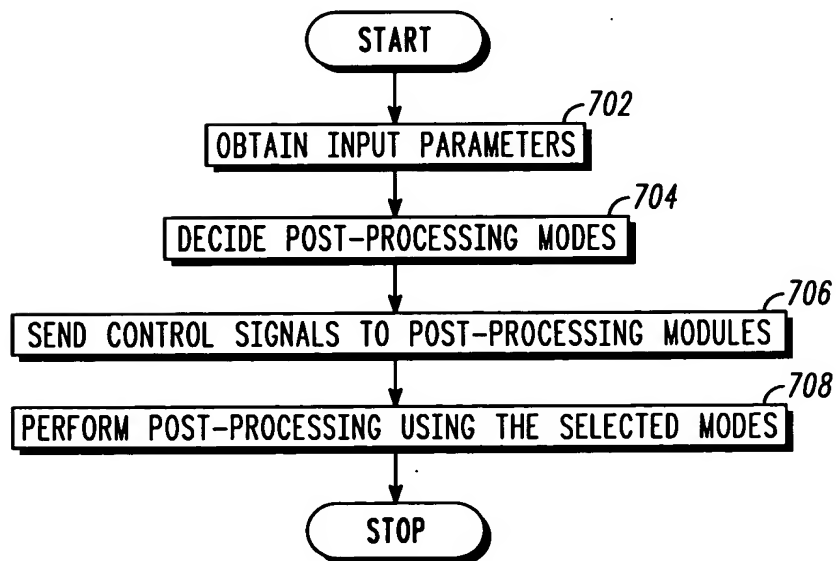 START
702
OBTAIN INPUT PARAMETERS
704
DECIDE POST-PROCESSING MODES
706
SEND CONTROL SIGNALS TO POST-PROCESSING MODULES
708
PERFORM POST-PROCESSING USING THE SELECTED MODES
STOP